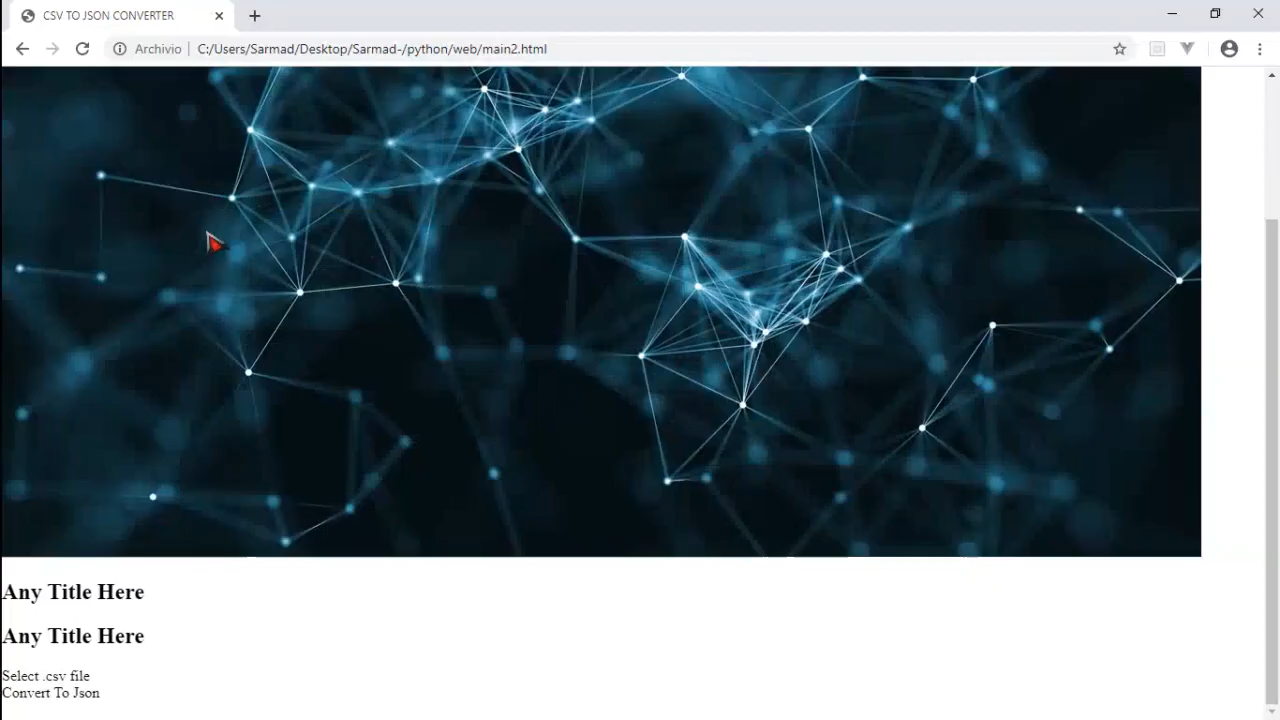 CSV TO JSON CONVERTER
Archivio C:/Users/Sarmad/Desktop/Sarmad-/python/web/main2.html
Any Title Here
Any Title Here
Select .csv file
Convert To Json